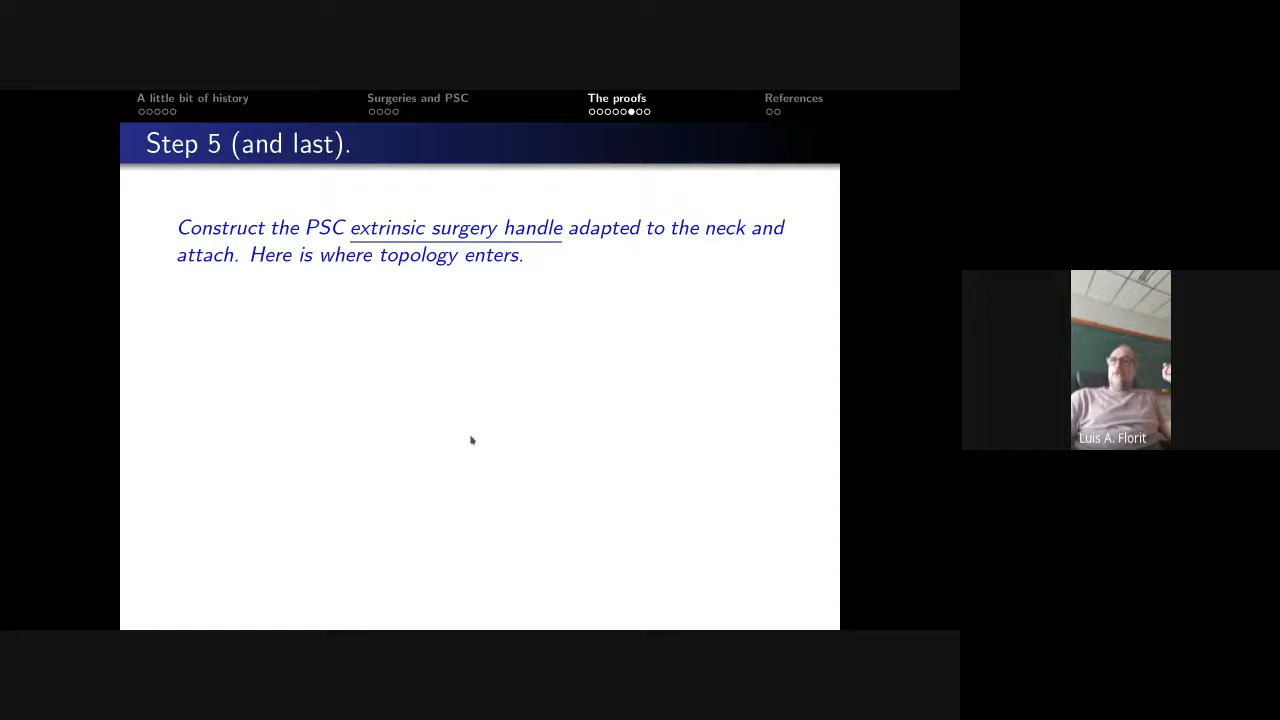 A little bit of history Surgeries and PSC The proofs References
Step 5 (and last).
Construct the PSC extrinsic surgery handle adapted to the neck and
attach. Here is where topology enters.
Luis A. Florit